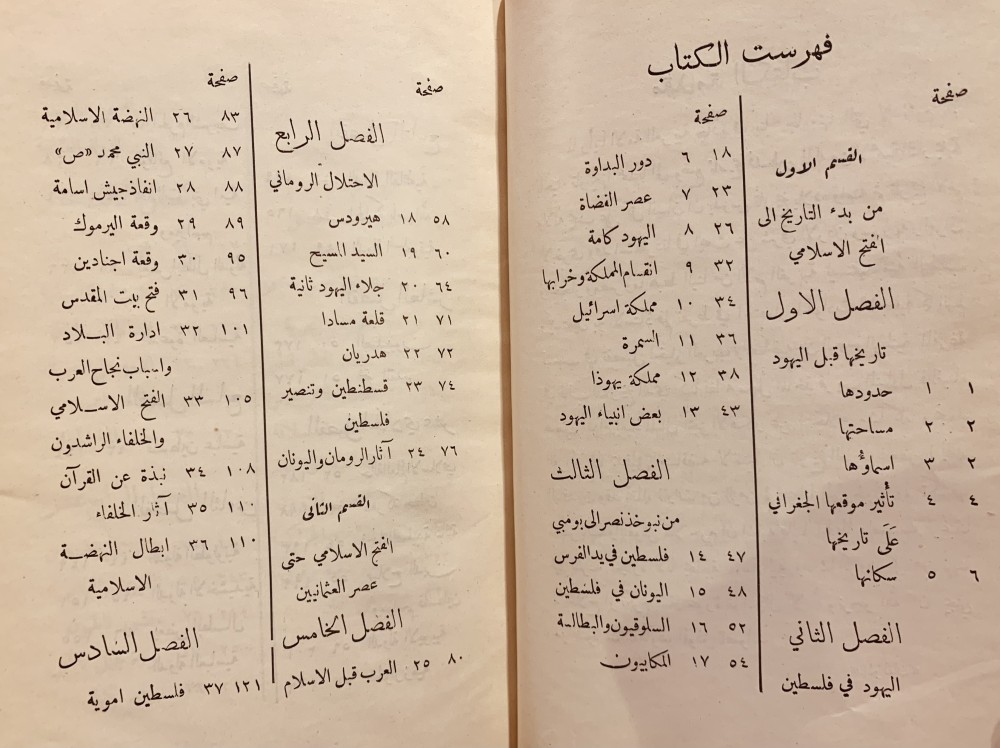 فهرست الكتاب
صفحة
القسم الاول
من بدء التاريخ الى
الفتح الاسلامي
الفصل الاول
تاريخها قبل اليهود
١ ١ حدودها
٢ ٢ مساحتها
٢ ٣ اسماؤها
٤ ٤ تأثير موقعها الجغرافي
عَلَى تاريخها
٦ ٥ سكانها
الفصل الثاني
اليهود في فلسطين
صفحة
١٨ ٦ دور البداوة
٢٣ ٧ عصر القضاة
٢٦ ٨ اليهود كامة
٣٢ ٩ انقسام المملكة وخرابها
٣٤ ١٠ مملكة اسرائيل
٣٦ ١١ السمرة
٣٨ ١٢ مملكة يهوذا
٤٣ ١٣ بعض انبياء اليهود
الفصل الثالث
من نبوخذ نصر الى بومبي
٤٧ ١٤ فلسطين في يد الفرس
٤٨ ١٥ اليونان في فلسطين
٥٢ ١٦ السلوقيون والبطالسة
٥٤ ١٧ المكابيون
صفحة
الفصل الرابع
الاحتلال الروماني
٥٨ ١٨ هيرودس
٦٠ ١٩ السيد المسيح
٦٤ ٢٠ جلاء اليهود ثانية
٧١ ٢١ قلعة مسادا
٧٢ ٢٢ هدريان
٧٤ ٢٣ قسطنطين وتنصير
فلسطين
٧٦ ٢٤ آثار الرومان واليونان
القسم الثانى
الفتح الاسلامي حتى
عصر العثمانيين
الفصل الخامس
٨٠ ٢٥ العرب قبل الاسلام
صفحة
٨٣ ٢٦ النهضة الاسلامية
٨٧ ٢٧ النبي محمد «ص»
٨٨ ٢٨ انفاذ جيش اسامة
٨٩ ٢٩ وقعة اليرموك
٩٥ ٣٠ وقعة اجنادين
٩٦ ٣١ فتح بيت المقدس
١٠١ ٣٢ ادارة البـلاد
واسباب نجاح العرب
١٠٥ ٣٣ الفتح الاسـلامي
والخلفاء الراشدون
١٠٨ ٣٤ نبذة عن القرآن
١١٠ ٣٥ آثار الخلفاء
١١٠ ٣٦ ابطال النهضـة
الاسلامية
الفصل السادس
١٢١ ٣٧ فلسطين اموية